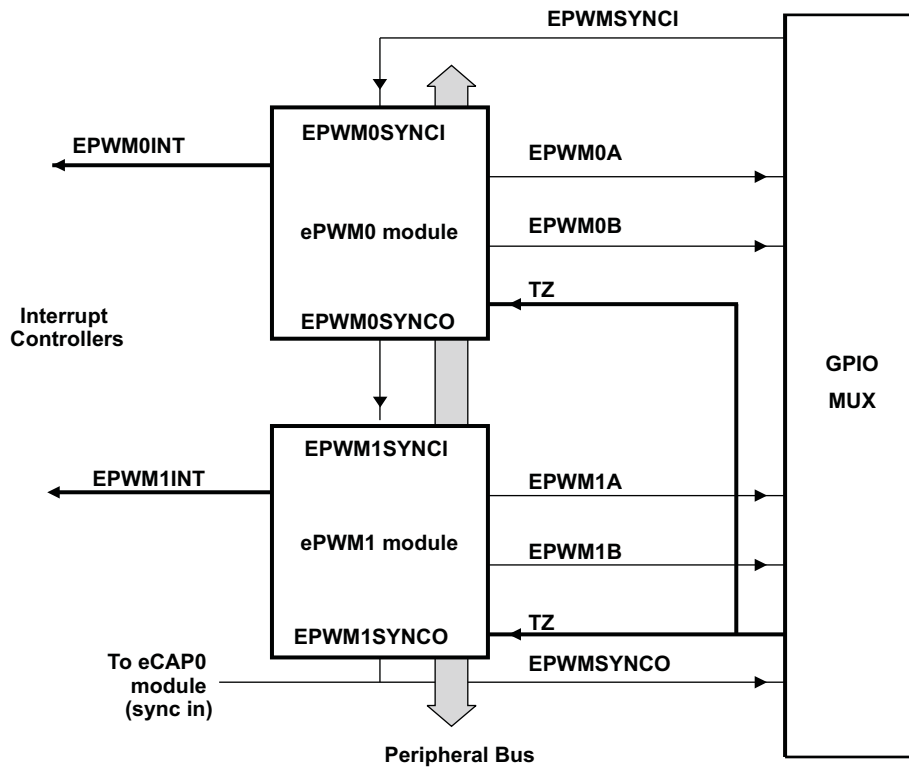 EPWMSYNCI
EPWM0SYNCI
EPWM0INT
EPWM0A
ePWM0 module
EPWM0B
TZ
EPWM0SYNCO
Interrupt
Controllers
GPIO
MUX
EPWM1SYNCI
EPWM1INT
EPWM1A
ePWM1 module
EPWM1B
TZ
EPWM1SYNCO
To eCAP0
module
(sync in)
EPWMSYNCO
Peripheral Bus